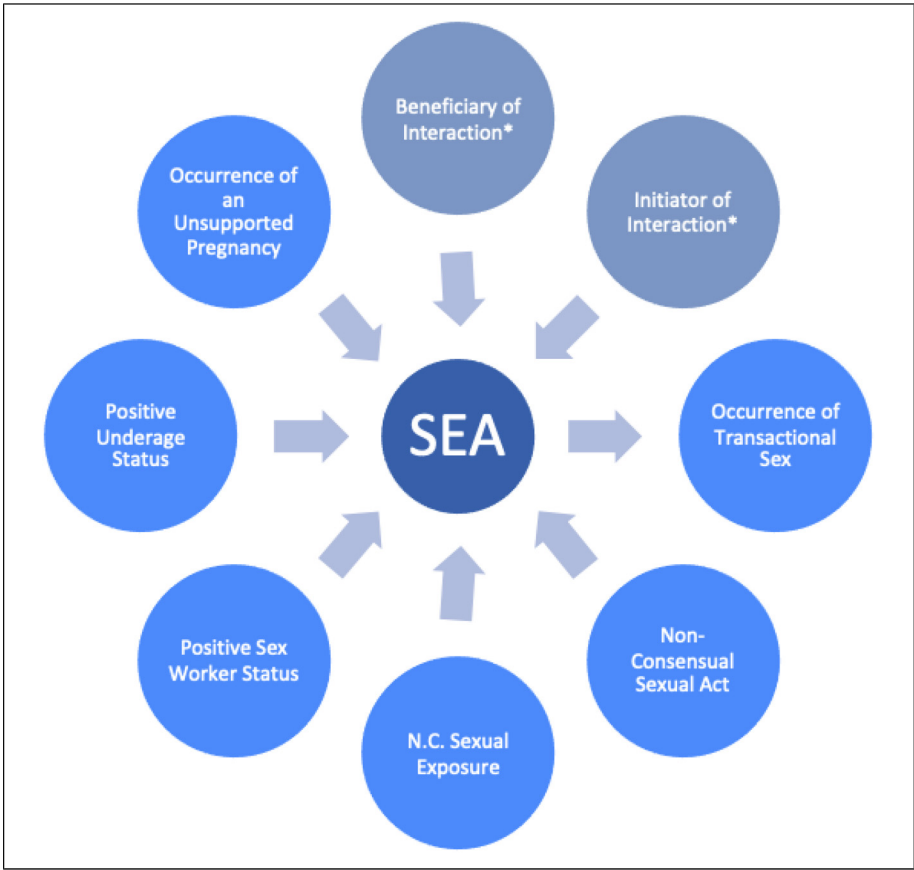 Beneficiary of
Interaction*
Initiator of
Interaction*
Occurrence of
Transactional
Sex
Non-
Consensual
Sexual Act
N.C. Sexual
Exposure
Positive Sex
Worker Status
Positive
Underage
Status
Occurrence of
an
Unsupported
Pregnancy
SEA